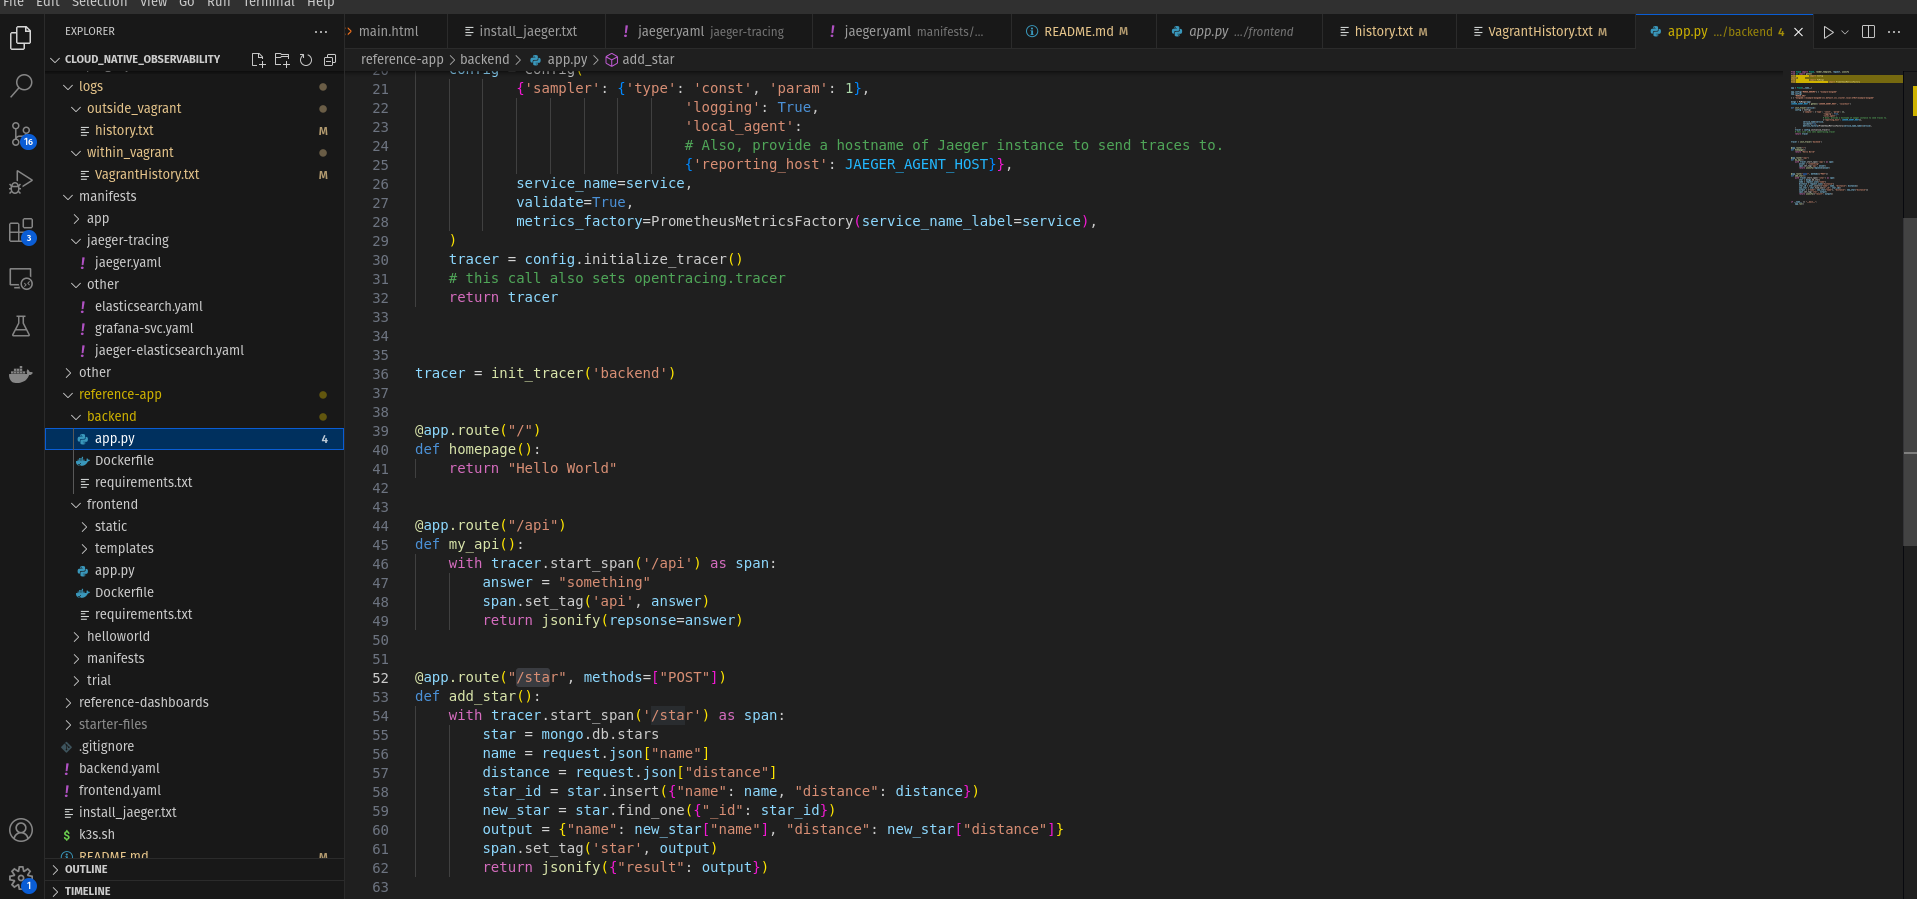 File Edit Selection View Go Run Terminal Help
EXPLORER
CLOUD_NATIVE_OBSERVABILITY
logs
outside_vagrant
history.txt M
within_vagrant
VagrantHistory.txt M
manifests
app
jaeger-tracing
! jaeger.yaml
other
! elasticsearch.yaml
! grafana-svc.yaml
! jaeger-elasticsearch.yaml
other
reference-app
backend
app.py 4
Dockerfile
requirements.txt
frontend
static
templates
app.py
Dockerfile
requirements.txt
helloworld
manifests
trial
reference-dashboards
starter-files
.gitignore
! backend.yaml
! frontend.yaml
install_jaeger.txt
$ k3s.sh
README.md M
OUTLINE
TIMELINE
16
3
1
main.html
install_jaeger.txt
! jaeger.yaml jaeger-tracing
! jaeger.yaml manifests/...
README.md M
app.py .../frontend
history.txt M
VagrantHistory.txt M
app.py .../backend 4
reference-app > backend > app.py > add_star
20 config = Config(
21 {'sampler': {'type': 'const', 'param': 1},
22 'logging': True,
23 'local_agent':
24 # Also, provide a hostname of Jaeger instance to send traces to.
25 {'reporting_host': JAEGER_AGENT_HOST}},
26 service_name=service,
27 validate=True,
28 metrics_factory=PrometheusMetricsFactory(service_name_label=service),
29 )
30 tracer = config.initialize_tracer()
31 # this call also sets opentracing.tracer
32 return tracer
33
34
35
36 tracer = init_tracer('backend')
37
38
39 @app.route("/")
40 def homepage():
41 return "Hello World"
42
43
44 @app.route("/api")
45 def my_api():
46 with tracer.start_span('/api') as span:
47 answer = "something"
48 span.set_tag('api', answer)
49 return jsonify(repsonse=answer)
50
51
52 @app.route("/star", methods=["POST"])
53 def add_star():
54 with tracer.start_span('/star') as span:
55 star = mongo.db.stars
56 name = request.json["name"]
57 distance = request.json["distance"]
58 star_id = star.insert({"name": name, "distance": distance})
59 new_star = star.find_one({"_id": star_id})
60 output = {"name": new_star["name"], "distance": new_star["distance"]}
61 span.set_tag('star', output)
62 return jsonify({"result": output})
63